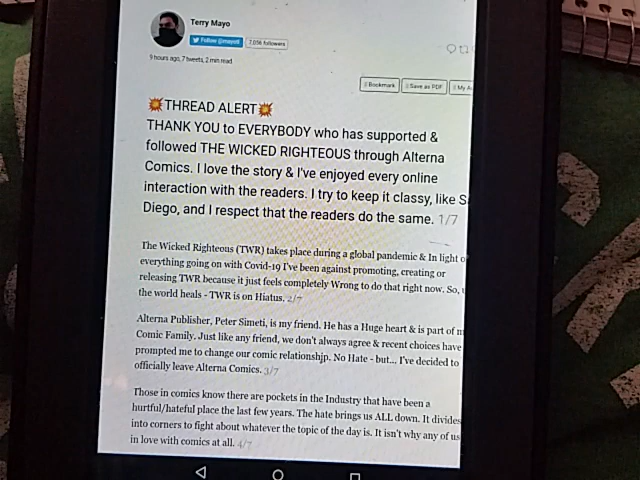 Terry Mayo
Follow @mayofi
followers
9 hours ago, 7 tweets, 2 min read
Bookmark
Save as PDF
My
💥THREAD ALERT💥
THANK YOU to EVERYBODY who has supported &
followed THE WICKED RIGHTEOUS through Alterna
Comics. I love the story & I've enjoyed every online
interaction with the readers. I try to keep it classy, like S
Diego, and I respect that the readers do the same. 1/7
The Wicked Righteous (TWR) takes place during a global pandemic & In light o
everything going on with Covid-19 I've been against promoting, creating or
releasing TWR because it just feels completely Wrong to do that right now. So,
the world heals - TWR is on Hiatus. 2/7
Alterna Publisher, Peter Simeti, is my friend. He has a Huge heart & is part of m
Comic Family. Just like any friend, we don't always agree & recent choices have
prompted me to change our comic relationship. No Hate - but... I've decided to
officially leave Alterna Comics. 3/7
Those in comics know there are pockets in the Industry that have been a
hurtful/hateful place the last few years. The hate brings us ALL down. It divides
into corners to fight about whatever the topic of the day is. It isn't why any of us
in love with comics at all. 4/7